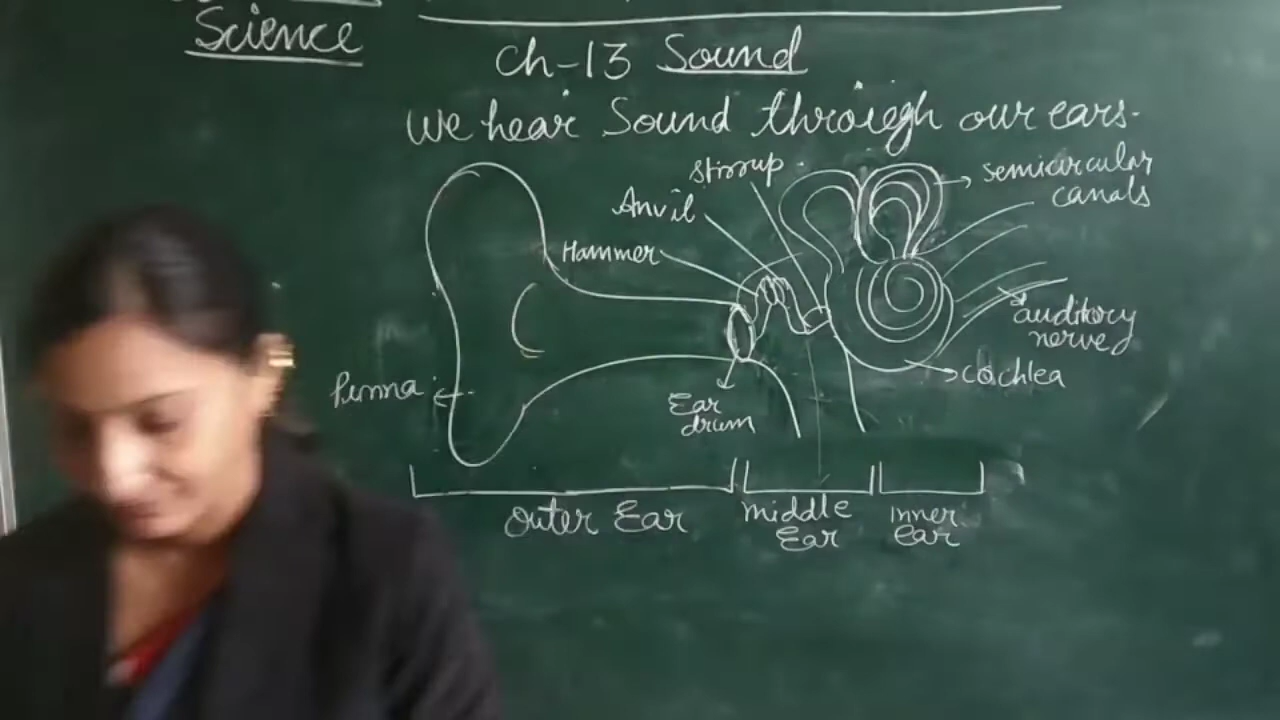 Science
Ch-13 Sound
We hear Sound through our ears.
Stirrup
Anvil
Hammer
semicircular
canals
auditory
nerve
cochlea
Pinna
Ear
drum
Outer Ear
middle
Ear
inner
ear